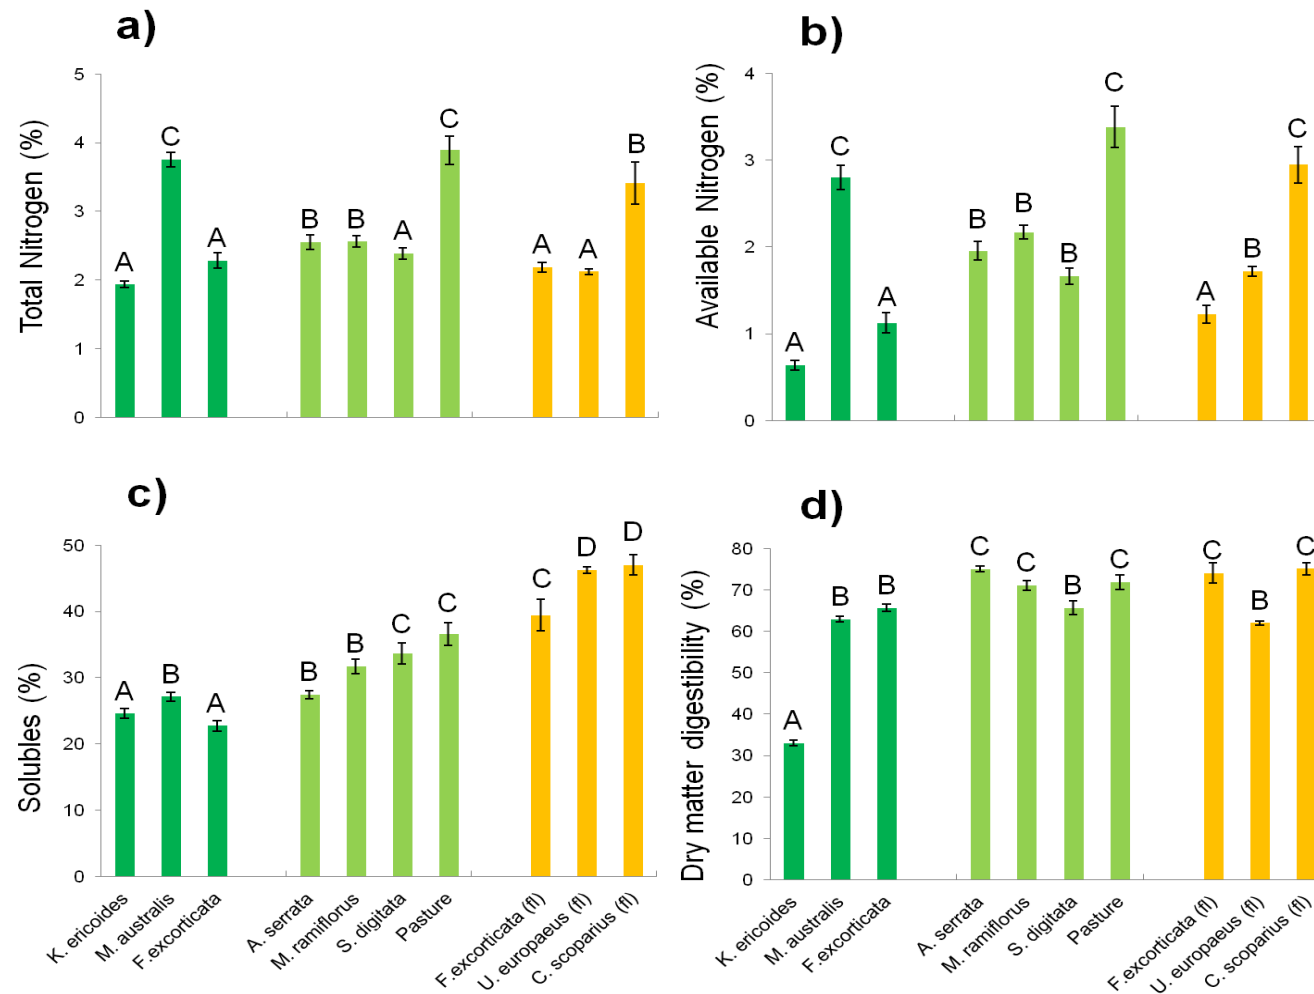 a)
Total Nitrogen (%)
5
4
3
2
1
0
A
C
A
B
B
A
C
A
A
B
b)
Available Nitrogen (%)
4
3
2
1
0
A
C
A
B
B
B
C
A
B
C
c)
Solubles (%)
50
40
30
20
10
0
A
B
A
B
B
C
C
C
D
D
K. ericoides
M. australis
F.excorticata
A. serrata
M. ramiflorus
S. digitata
Pasture
F.excorticata (fl)
U. europaeus (fl)
C. scoparius (fl)
d)
Dry matter digestibility (%)
80
70
60
50
40
30
20
10
0
A
B
B
C
C
B
C
C
B
C
K. ericoides
M. australis
F.excorticata
A. serrata
M. ramiflorus
S. digitata
Pasture
F.excorticata (fl)
U. europaeus (fl)
C. scoparius (fl)